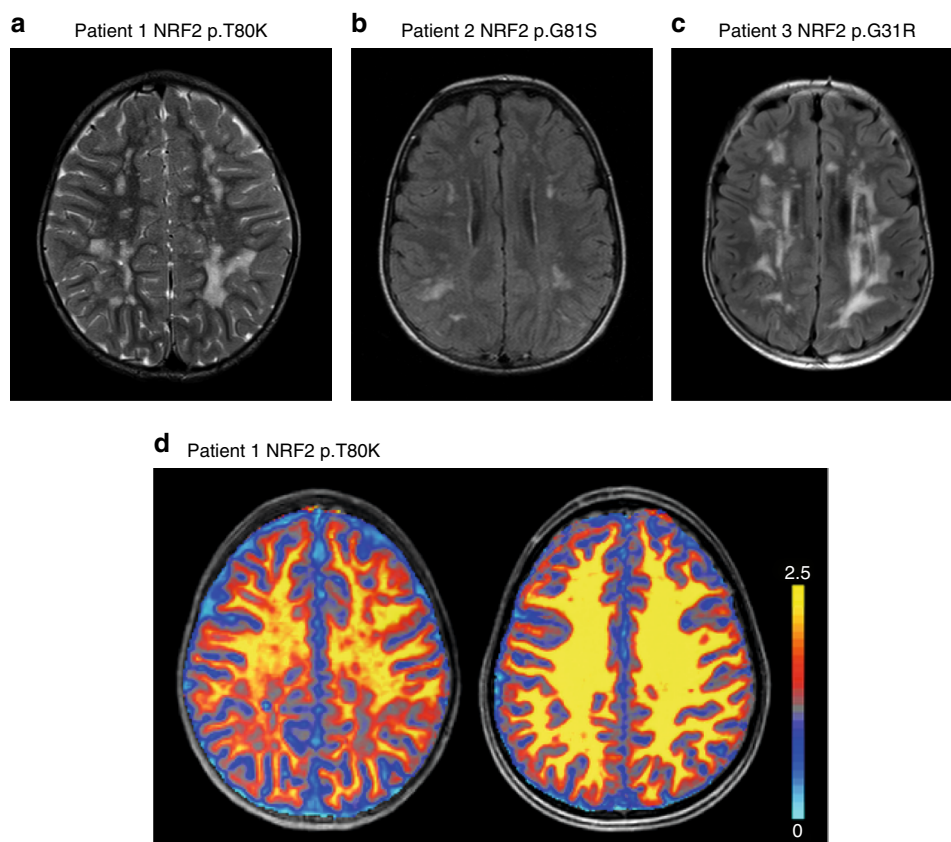 a Patient 1 NRF2 p.T80K
b Patient 2 NRF2 p.G81S
c Patient 3 NRF2 p.G31R
d Patient 1 NRF2 p.T80K
2.5
0